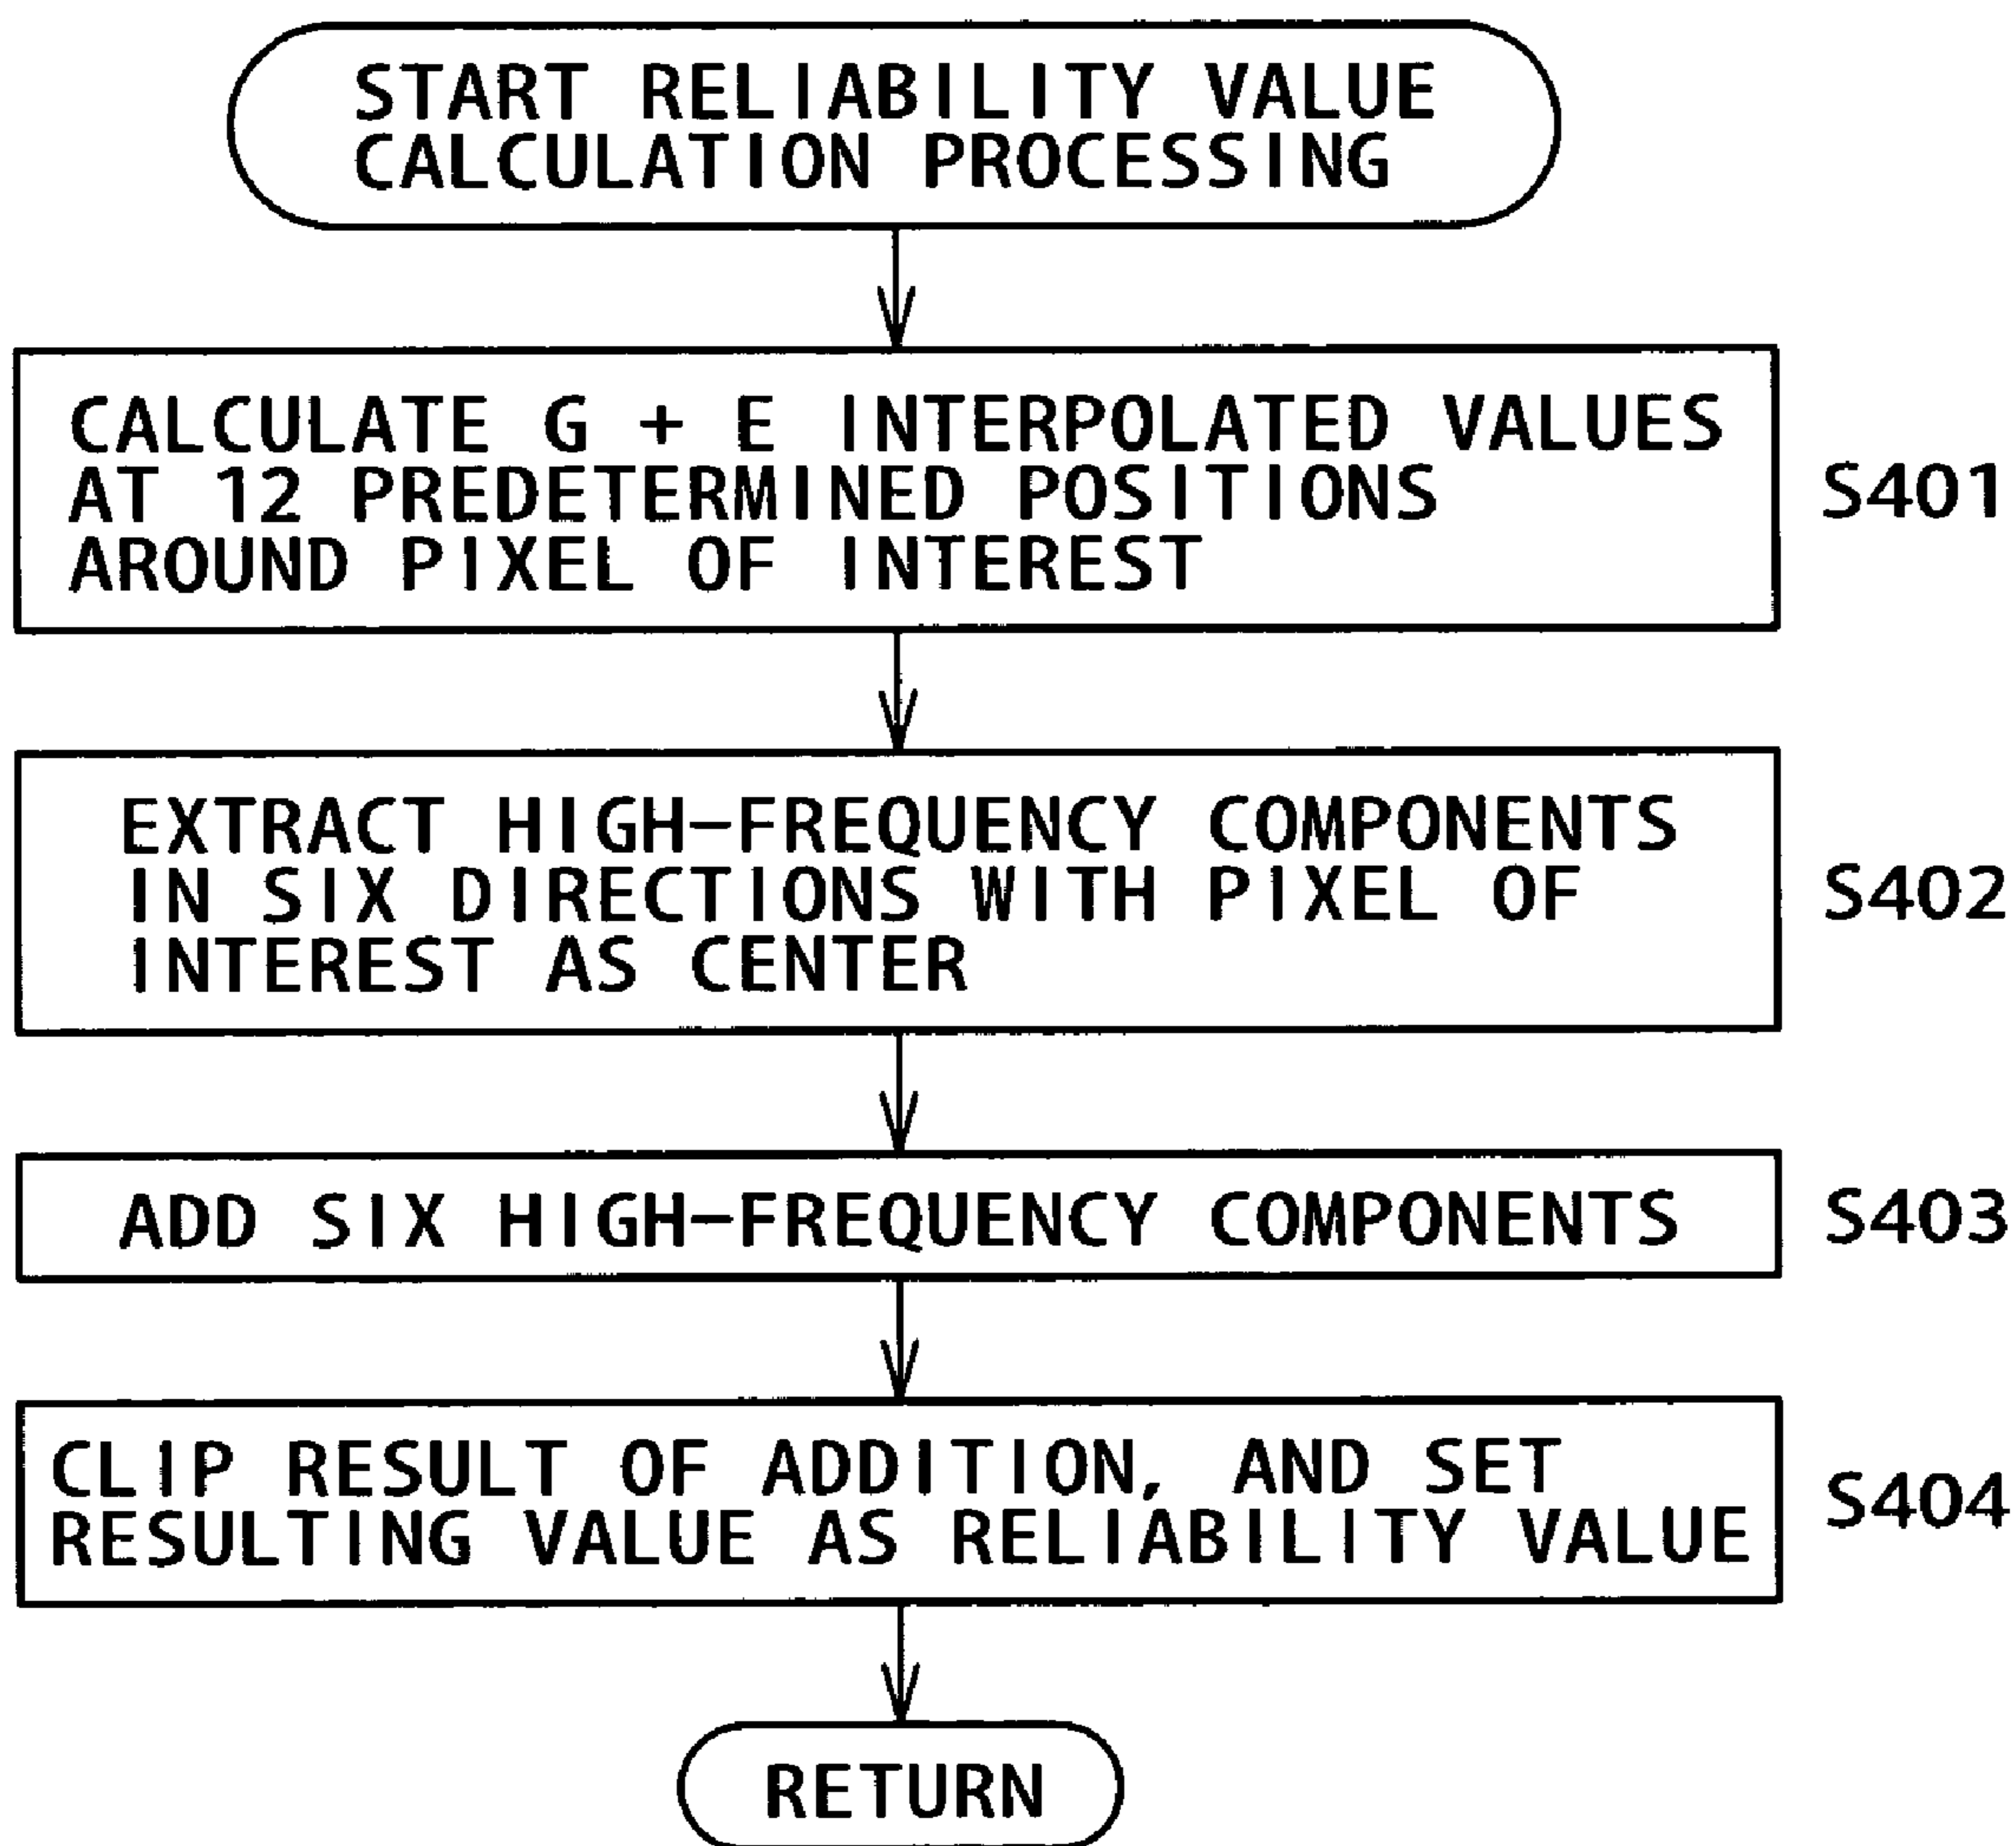 START RELIABILITY VALUE
CALCULATION PROCESSING
CALCULATE G + E INTERPOLATED VALUES
AT 12 PREDETERMINED POSITIONS
AROUND PIXEL OF INTEREST
S401
EXTRACT HIGH-FREQUENCY COMPONENTS
IN SIX DIRECTIONS WITH PIXEL OF
INTEREST AS CENTER
S402
ADD SIX HIGH-FREQUENCY COMPONENTS
S403
CLIP RESULT OF ADDITION, AND SET
RESULTING VALUE AS RELIABILITY VALUE
S404
RETURN